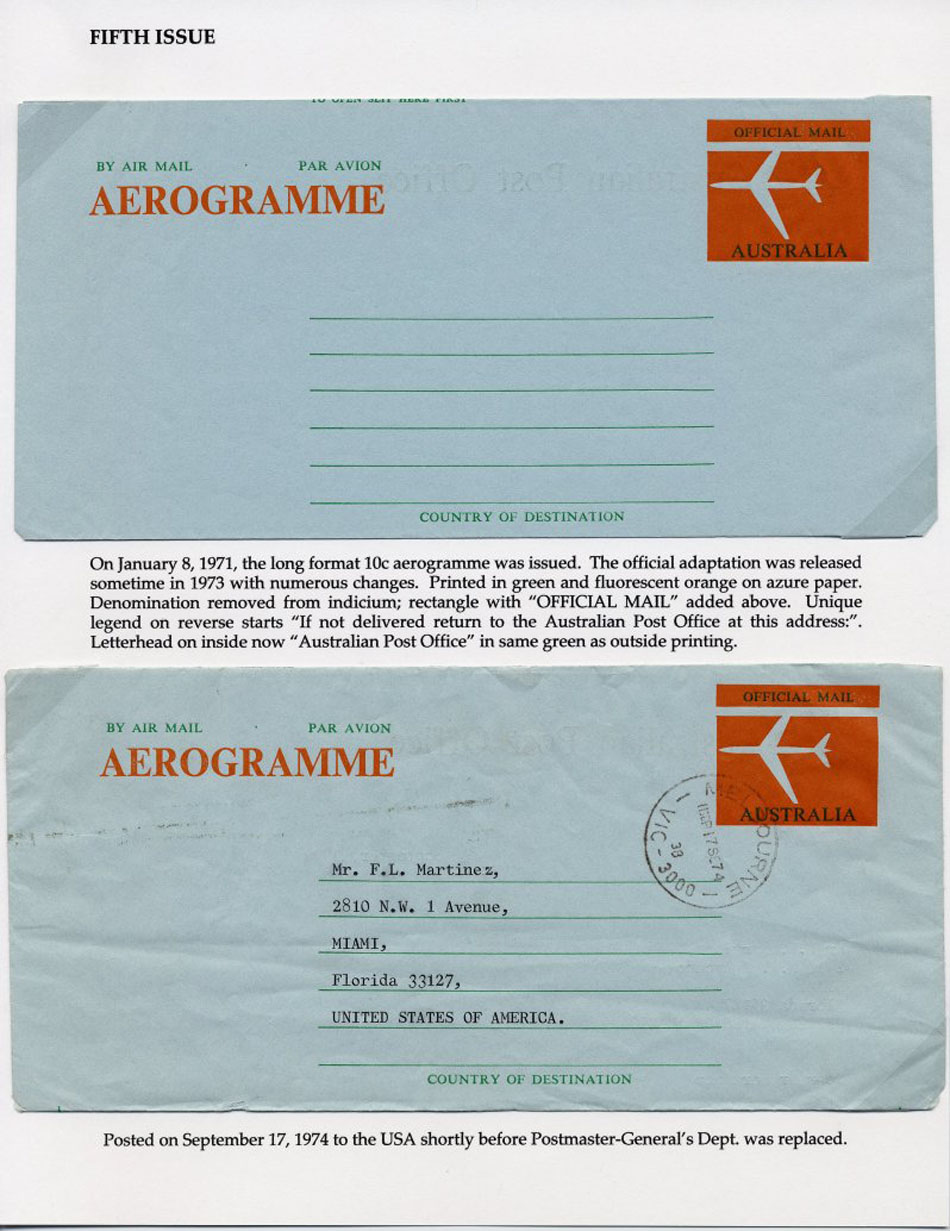 FIFTH ISSUE
TO OPEN SLIT HERE FIRST
OFFICIAL MAIL
BY AIR MAIL · PAR AVION
AEROGRAMME
AUSTRALIA
COUNTRY OF DESTINATION
On January 8, 1971, the long format 10c aerogramme was issued. The official adaptation was released
sometime in 1973 with numerous changes. Printed in green and fluorescent orange on azure paper.
Denomination removed from indicium; rectangle with “OFFICIAL MAIL” added above. Unique
legend on reverse starts “If not delivered return to the Australian Post Office at this address:”.
Letterhead on inside now “Australian Post Office” in same green as outside printing.
OFFICIAL MAIL
BY AIR MAIL · PAR AVION
AEROGRAMME
AUSTRALIA
MELBOURNE
17SE74
38
VIC - 3000
Mr. F.L. Martinez,
2810 N.W. 1 Avenue,
MIAMI,
Florida 33127,
UNITED STATES OF AMERICA.
COUNTRY OF DESTINATION
Posted on September 17, 1974 to the USA shortly before Postmaster-General’s Dept. was replaced.